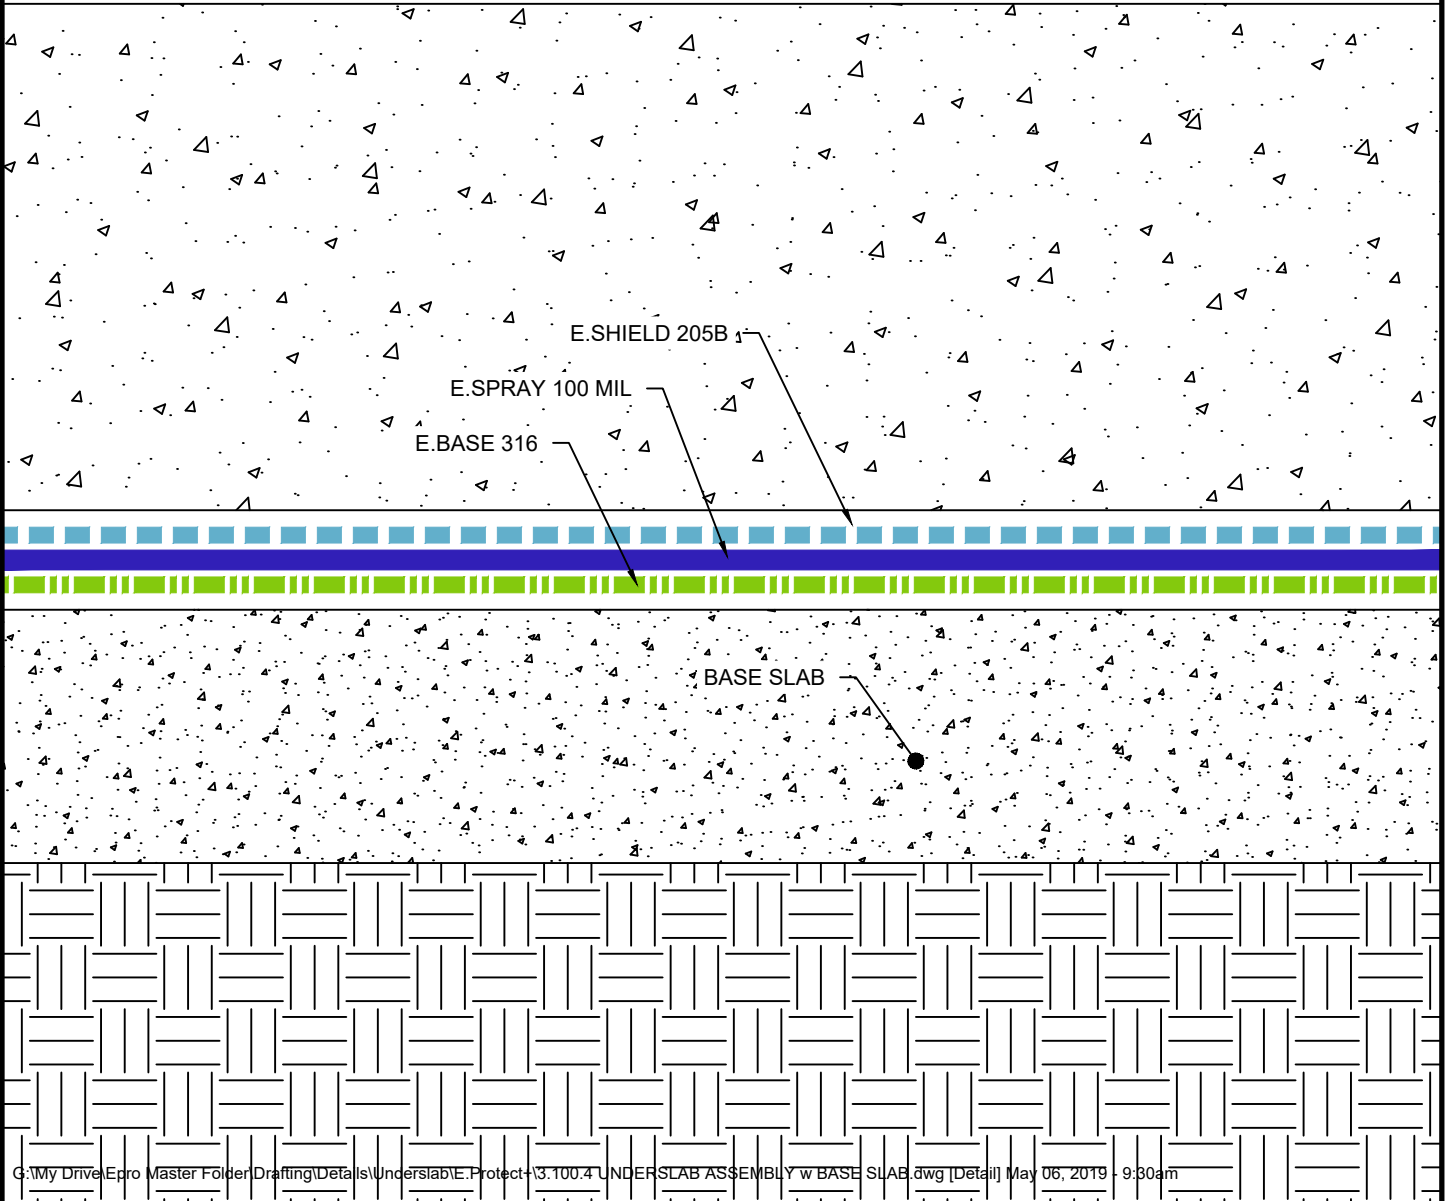 E.SHIELD 205B
E.SPRAY 100 MIL
E.BASE 316
BASE SLAB
G:\My Drive\Epro Master Folder\Drafting\Details\Underslab\E.Protect+\3.100.4 UNDERSLAB ASSEMBLY w BASE SLAB.dwg [Detail] May 06, 2019 - 9:30am